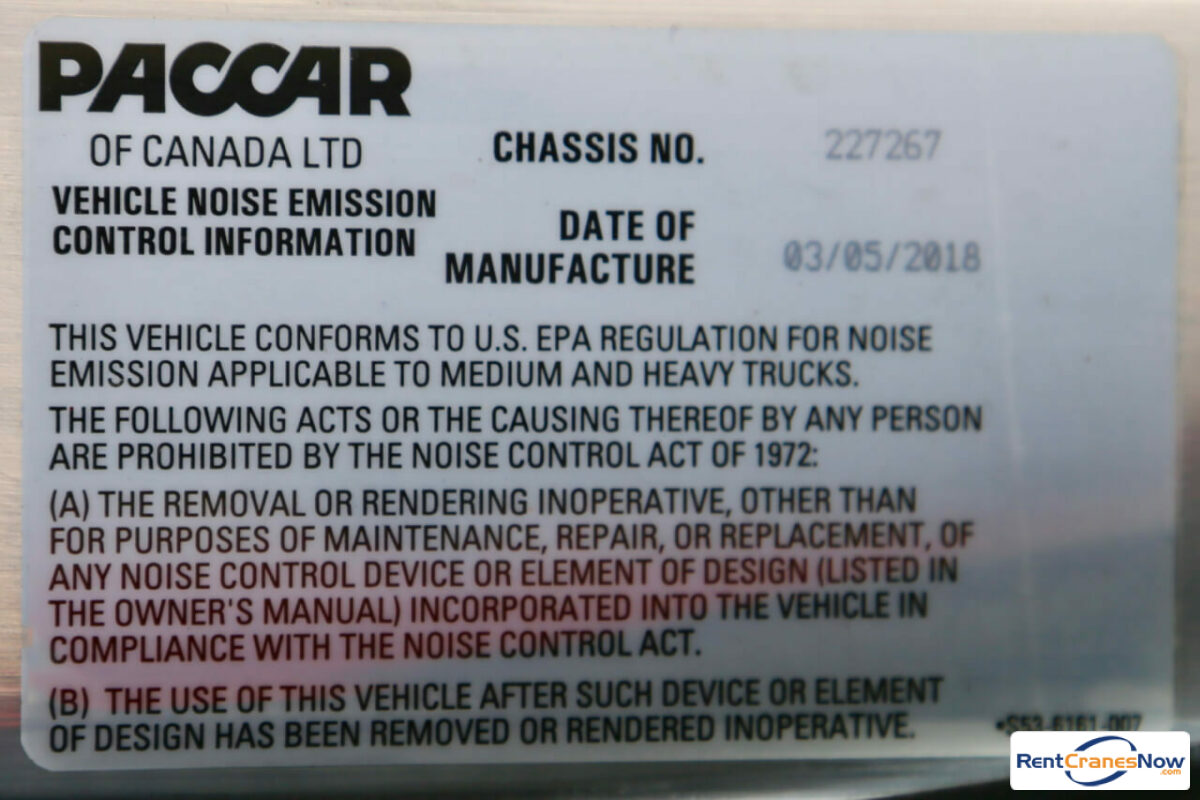 PACCAR
OF CANADA LTD
VEHICLE NOISE EMISSION
CONTROL INFORMATION
CHASSIS NO. 227267
DATE OF
MANUFACTURE 03/05/2018
THIS VEHICLE CONFORMS TO U.S. EPA REGULATION FOR NOISE
EMISSION APPLICABLE TO MEDIUM AND HEAVY TRUCKS.
THE FOLLOWING ACTS OR THE CAUSING THEREOF BY ANY PERSON
ARE PROHIBITED BY THE NOISE CONTROL ACT OF 1972:
(A) THE REMOVAL OR RENDERING INOPERATIVE, OTHER THAN
FOR PURPOSES OF MAINTENANCE, REPAIR, OR REPLACEMENT, OF
ANY NOISE CONTROL DEVICE OR ELEMENT OF DESIGN (LISTED IN
THE OWNER'S MANUAL) INCORPORATED INTO THE VEHICLE IN
COMPLIANCE WITH THE NOISE CONTROL ACT.
(B) THE USE OF THIS VEHICLE AFTER SUCH DEVICE OR ELEMENT
OF DESIGN HAS BEEN REMOVED OR RENDERED INOPERATIVE.
•S53-6161-007
RentCranesNow
.com